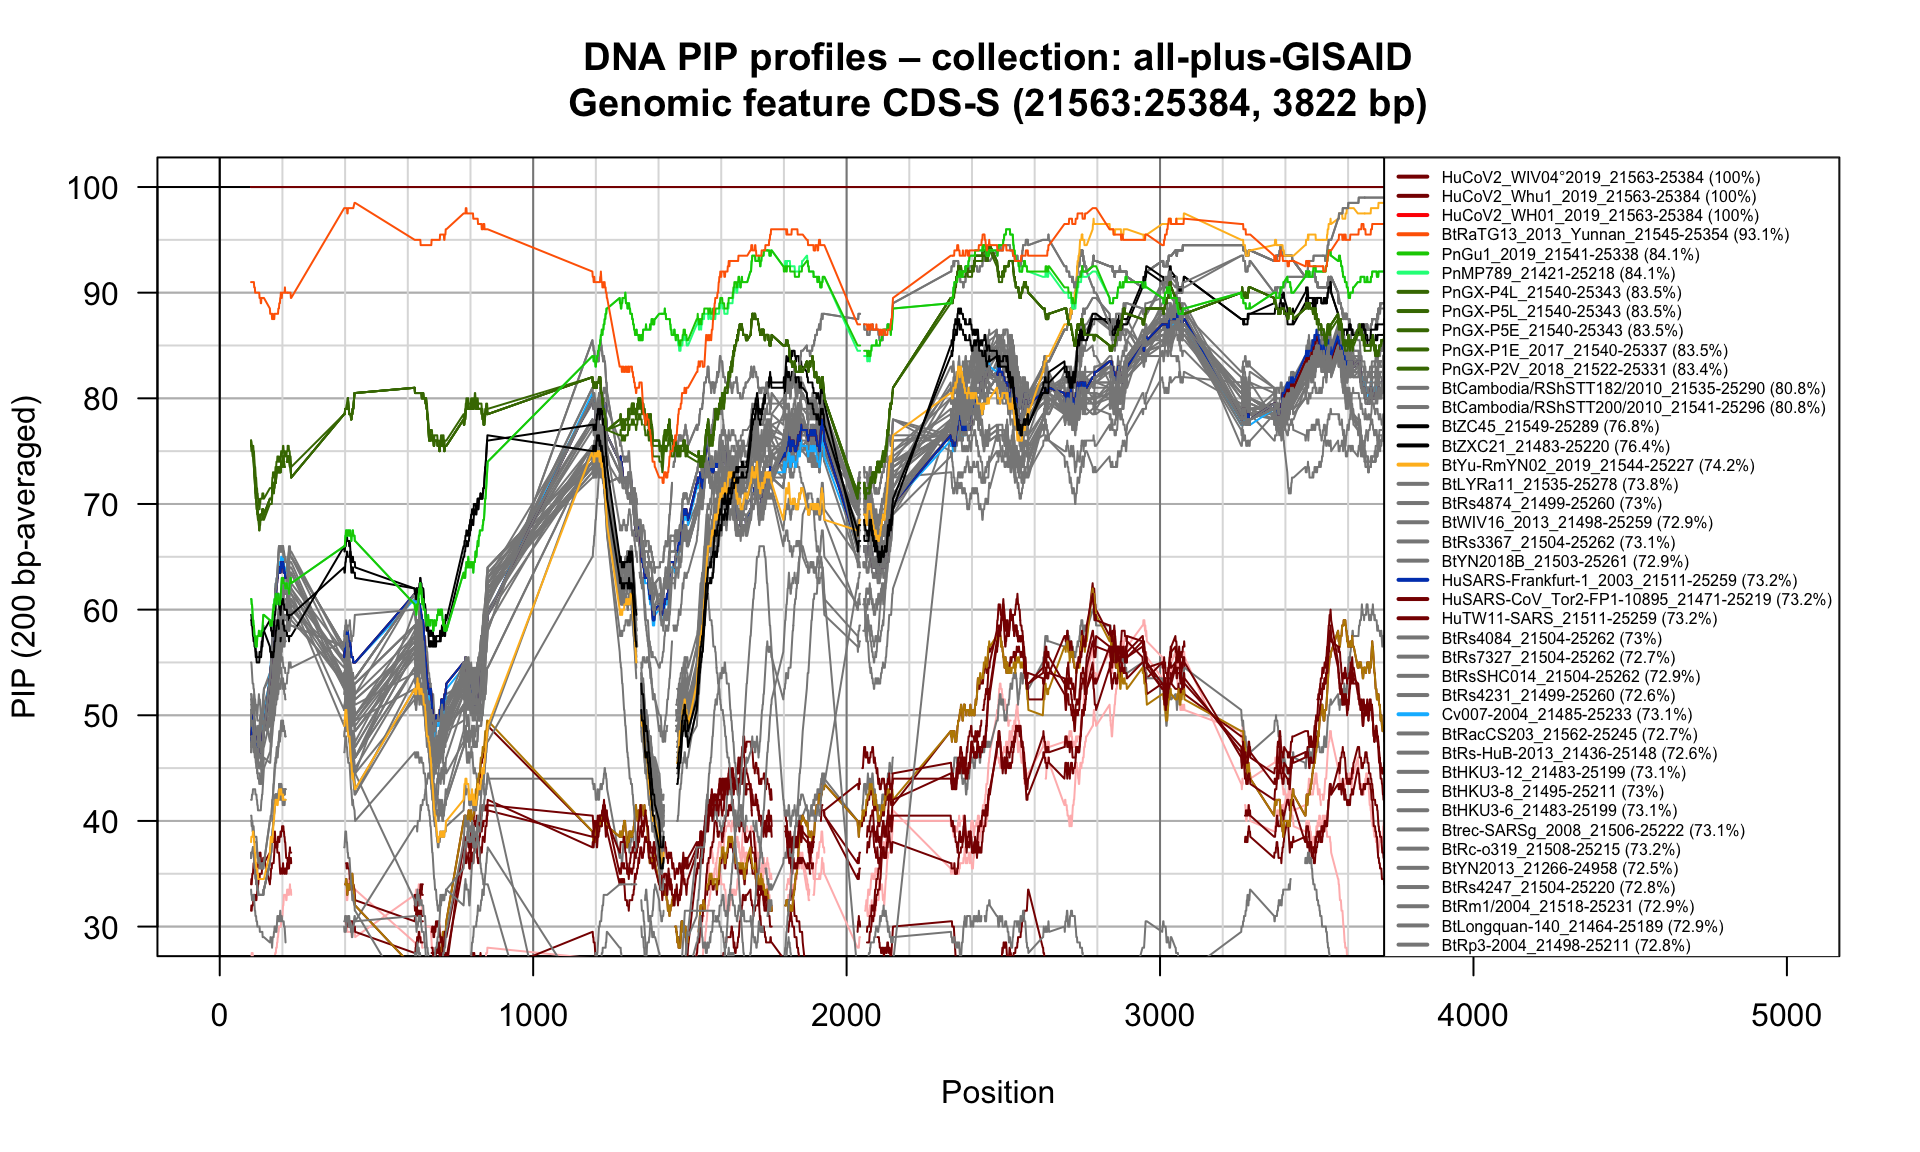 DNA PIP profiles – collection: all-plus-GISAID
Genomic feature CDS-S (21563:25384, 3822 bp)
PIP (200 bp-averaged)
100
90
80
70
60
50
40
30
HuCoV2_WIV04°2019_21563-25384 (100%)
HuCoV2_Whu1_2019_21563-25384 (100%)
HuCoV2_WH01_2019_21563-25384 (100%)
BtRaTG13_2013_Yunnan_21545-25354 (93.1%)
PnGu1_2019_21541-25338 (84.1%)
PnMP789_21421-25218 (84.1%)
PnGX-P4L_21540-25343 (83.5%)
PnGX-P5L_21540-25343 (83.5%)
PnGX-P5E_21540-25343 (83.5%)
PnGX-P1E_2017_21540-25337 (83.5%)
PnGX-P2V_2018_21522-25331 (83.4%)
BtCambodia/RShSTT182/2010_21535-25290 (80.8%)
BtCambodia/RShSTT200/2010_21541-25296 (80.8%)
BtZC45_21549-25289 (76.8%)
BtZXC21_21483-25220 (76.4%)
BtYu-RmYN02_2019_21544-25227 (74.2%)
BtLYRa11_21535-25278 (73.8%)
BtRs4874_21499-25260 (73%)
BtWIV16_2013_21498-25259 (72.9%)
BtRs3367_21504-25262 (73.1%)
BtYN2018B_21503-25261 (72.9%)
HuSARS-Frankfurt-1_2003_21511-25259 (73.2%)
HuSARS-CoV_Tor2-FP1-10895_21471-25219 (73.2%)
HuTW11-SARS_21511-25259 (73.2%)
BtRs4084_21504-25262 (73%)
BtRs7327_21504-25262 (72.7%)
BtRsSHC014_21504-25262 (72.9%)
BtRs4231_21499-25260 (72.6%)
Cv007-2004_21485-25233 (73.1%)
BtRacCS203_21562-25245 (72.7%)
BtRs-HuB-2013_21436-25148 (72.6%)
BtHKU3-12_21483-25199 (73.1%)
BtHKU3-8_21495-25211 (73%)
BtHKU3-6_21483-25199 (73.1%)
Btrec-SARSg_2008_21506-25222 (73.1%)
BtRc-o319_21508-25215 (73.2%)
BtYN2013_21266-24958 (72.5%)
BtRs4247_21504-25220 (72.8%)
BtRm1/2004_21518-25231 (72.9%)
BtLongquan-140_21464-25189 (72.9%)
BtRp3-2004_21498-25211 (72.8%)
0
1000
2000
3000
4000
5000
Position